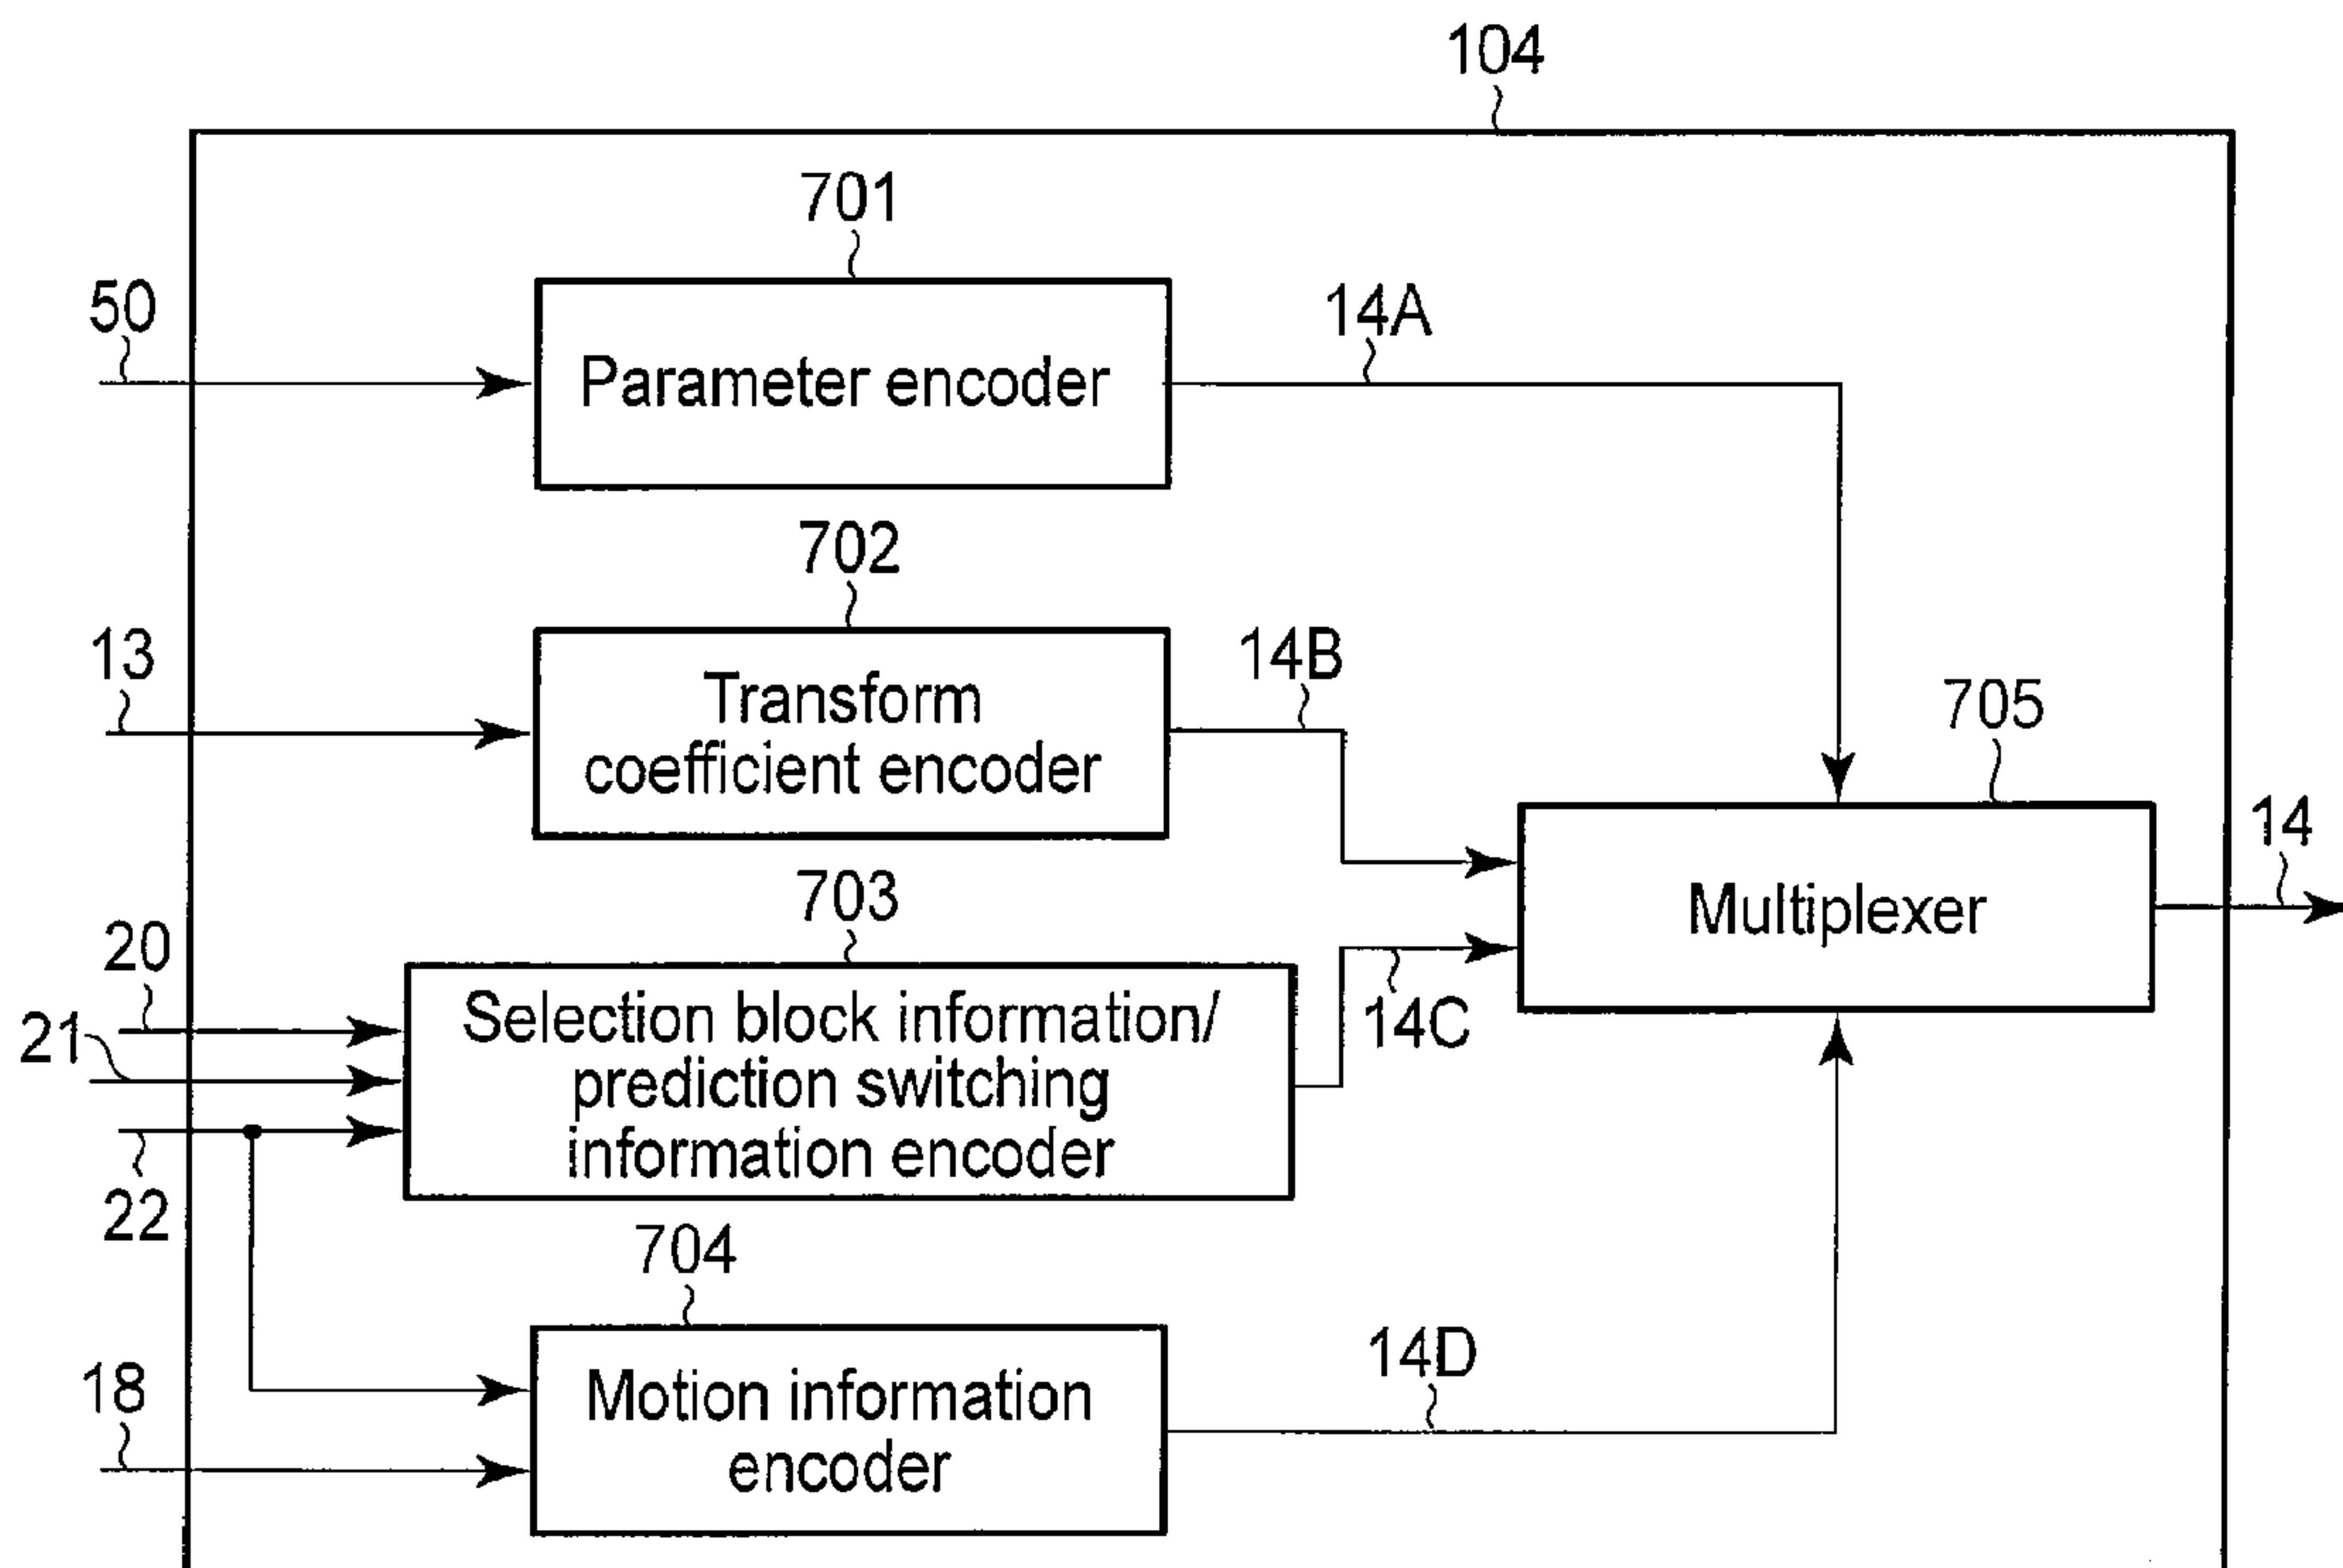 104
701
50
14A
Parameter encoder
702
13
14B
Transform
coefficient encoder
705
14
Multiplexer
703
20
21
Selection block information/
prediction switching
information encoder
14C
22
704
18
14D
Motion information
encoder